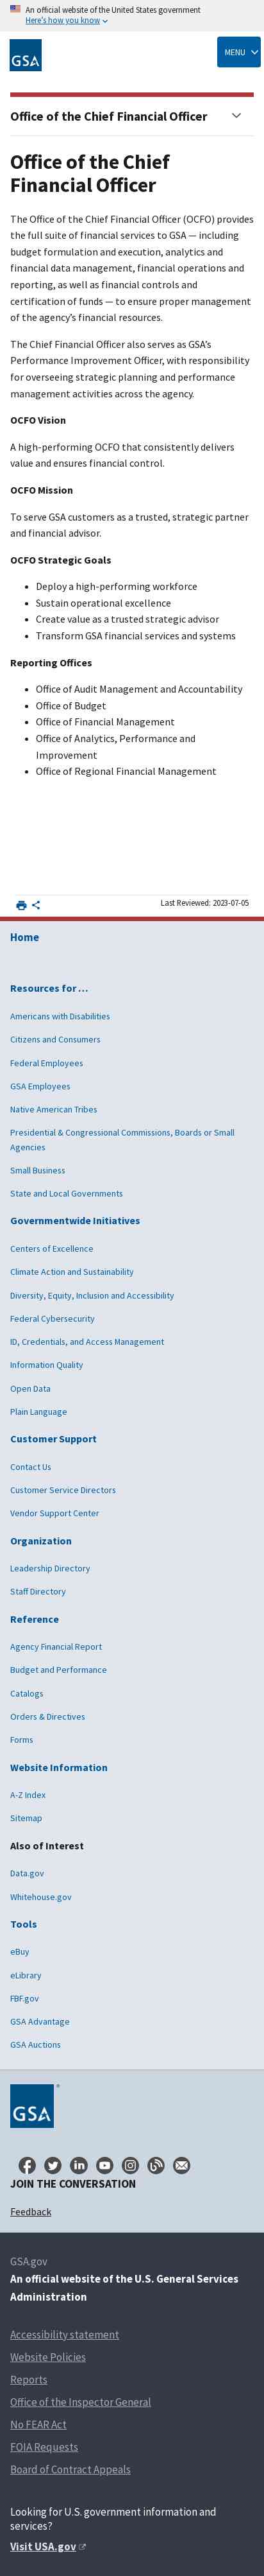 An official website of the United States government
Here's how you know
GSA
MENU
Office of the Chief Financial Officer
Office of the Chief
Financial Officer
The Office of the Chief Financial Officer (OCFO) provides
the full suite of financial services to GSA — including
budget formulation and execution, analytics and
financial data management, financial operations and
reporting, as well as financial controls and
certification of funds — to ensure proper management
of the agency’s financial resources.
The Chief Financial Officer also serves as GSA’s
Performance Improvement Officer, with responsibility
for overseeing strategic planning and performance
management activities across the agency.
OCFO Vision
A high-performing OCFO that consistently delivers
value and ensures financial control.
OCFO Mission
To serve GSA customers as a trusted, strategic partner
and financial advisor.
OCFO Strategic Goals
• Deploy a high-performing workforce
• Sustain operational excellence
• Create value as a trusted strategic advisor
• Transform GSA financial services and systems
Reporting Offices
• Office of Audit Management and Accountability
• Office of Budget
• Office of Financial Management
• Office of Analytics, Performance and
Improvement
• Office of Regional Financial Management
Last Reviewed: 2023-07-05
Home
Resources for …
Americans with Disabilities
Citizens and Consumers
Federal Employees
GSA Employees
Native American Tribes
Presidential & Congressional Commissions, Boards or Small
Agencies
Small Business
State and Local Governments
Governmentwide Initiatives
Centers of Excellence
Climate Action and Sustainability
Diversity, Equity, Inclusion and Accessibility
Federal Cybersecurity
ID, Credentials, and Access Management
Information Quality
Open Data
Plain Language
Customer Support
Contact Us
Customer Service Directors
Vendor Support Center
Organization
Leadership Directory
Staff Directory
Reference
Agency Financial Report
Budget and Performance
Catalogs
Orders & Directives
Forms
Website Information
A-Z Index
Sitemap
Also of Interest
Data.gov
Whitehouse.gov
Tools
eBuy
eLibrary
FBF.gov
GSA Advantage
GSA Auctions
GSA ®
JOIN THE CONVERSATION
Feedback
GSA.gov
An official website of the U.S. General Services
Administration
Accessibility statement
Website Policies
Reports
Office of the Inspector General
No FEAR Act
FOIA Requests
Board of Contract Appeals
Looking for U.S. government information and
services?
Visit USA.gov